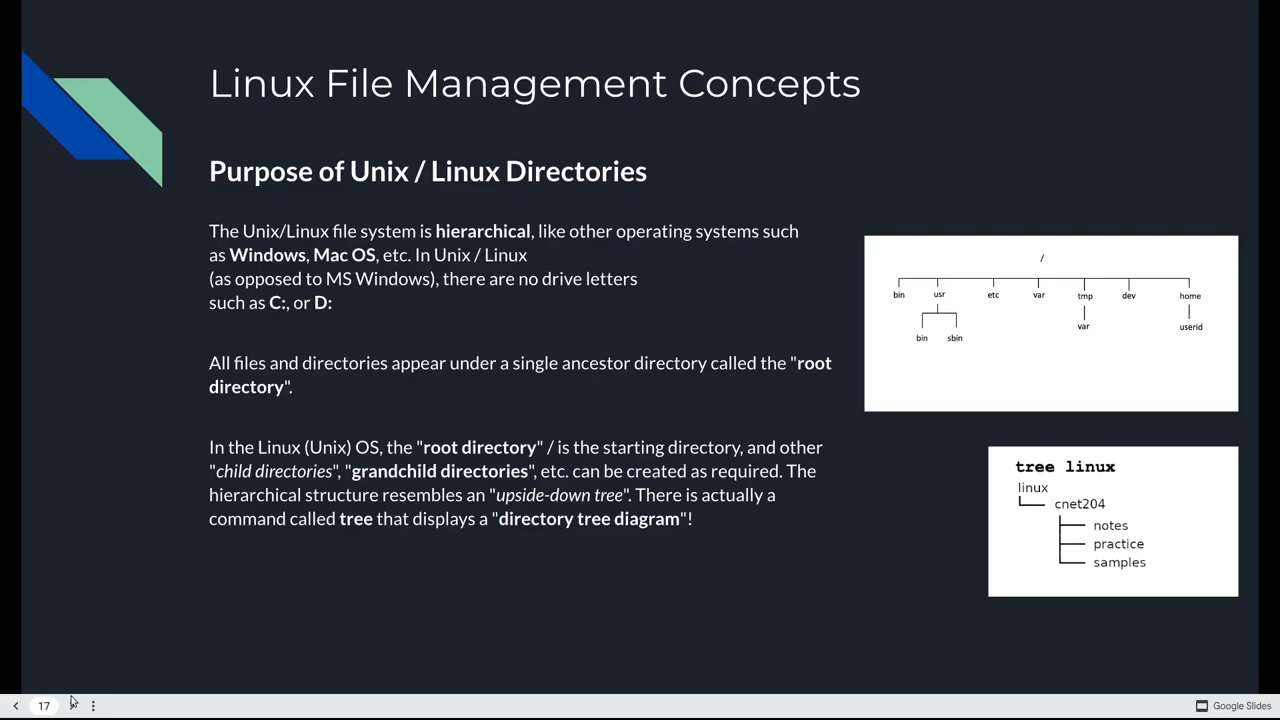 Linux File Management Concepts
Purpose of Unix / Linux Directories
The Unix/Linux file system is hierarchical, like other operating systems such
as Windows, Mac OS, etc. In Unix / Linux
(as opposed to MS Windows), there are no drive letters
such as C:, or D:
All files and directories appear under a single ancestor directory called the "root
directory".
In the Linux (Unix) OS, the "root directory" / is the starting directory, and other
"child directories", "grandchild directories", etc. can be created as required. The
hierarchical structure resembles an "upside-down tree". There is actually a
command called tree that displays a "directory tree diagram"!
/
bin usr etc var tmp dev home
var userid
bin sbin
tree linux
linux
cnet204
notes
practice
samples
17
Google Slides